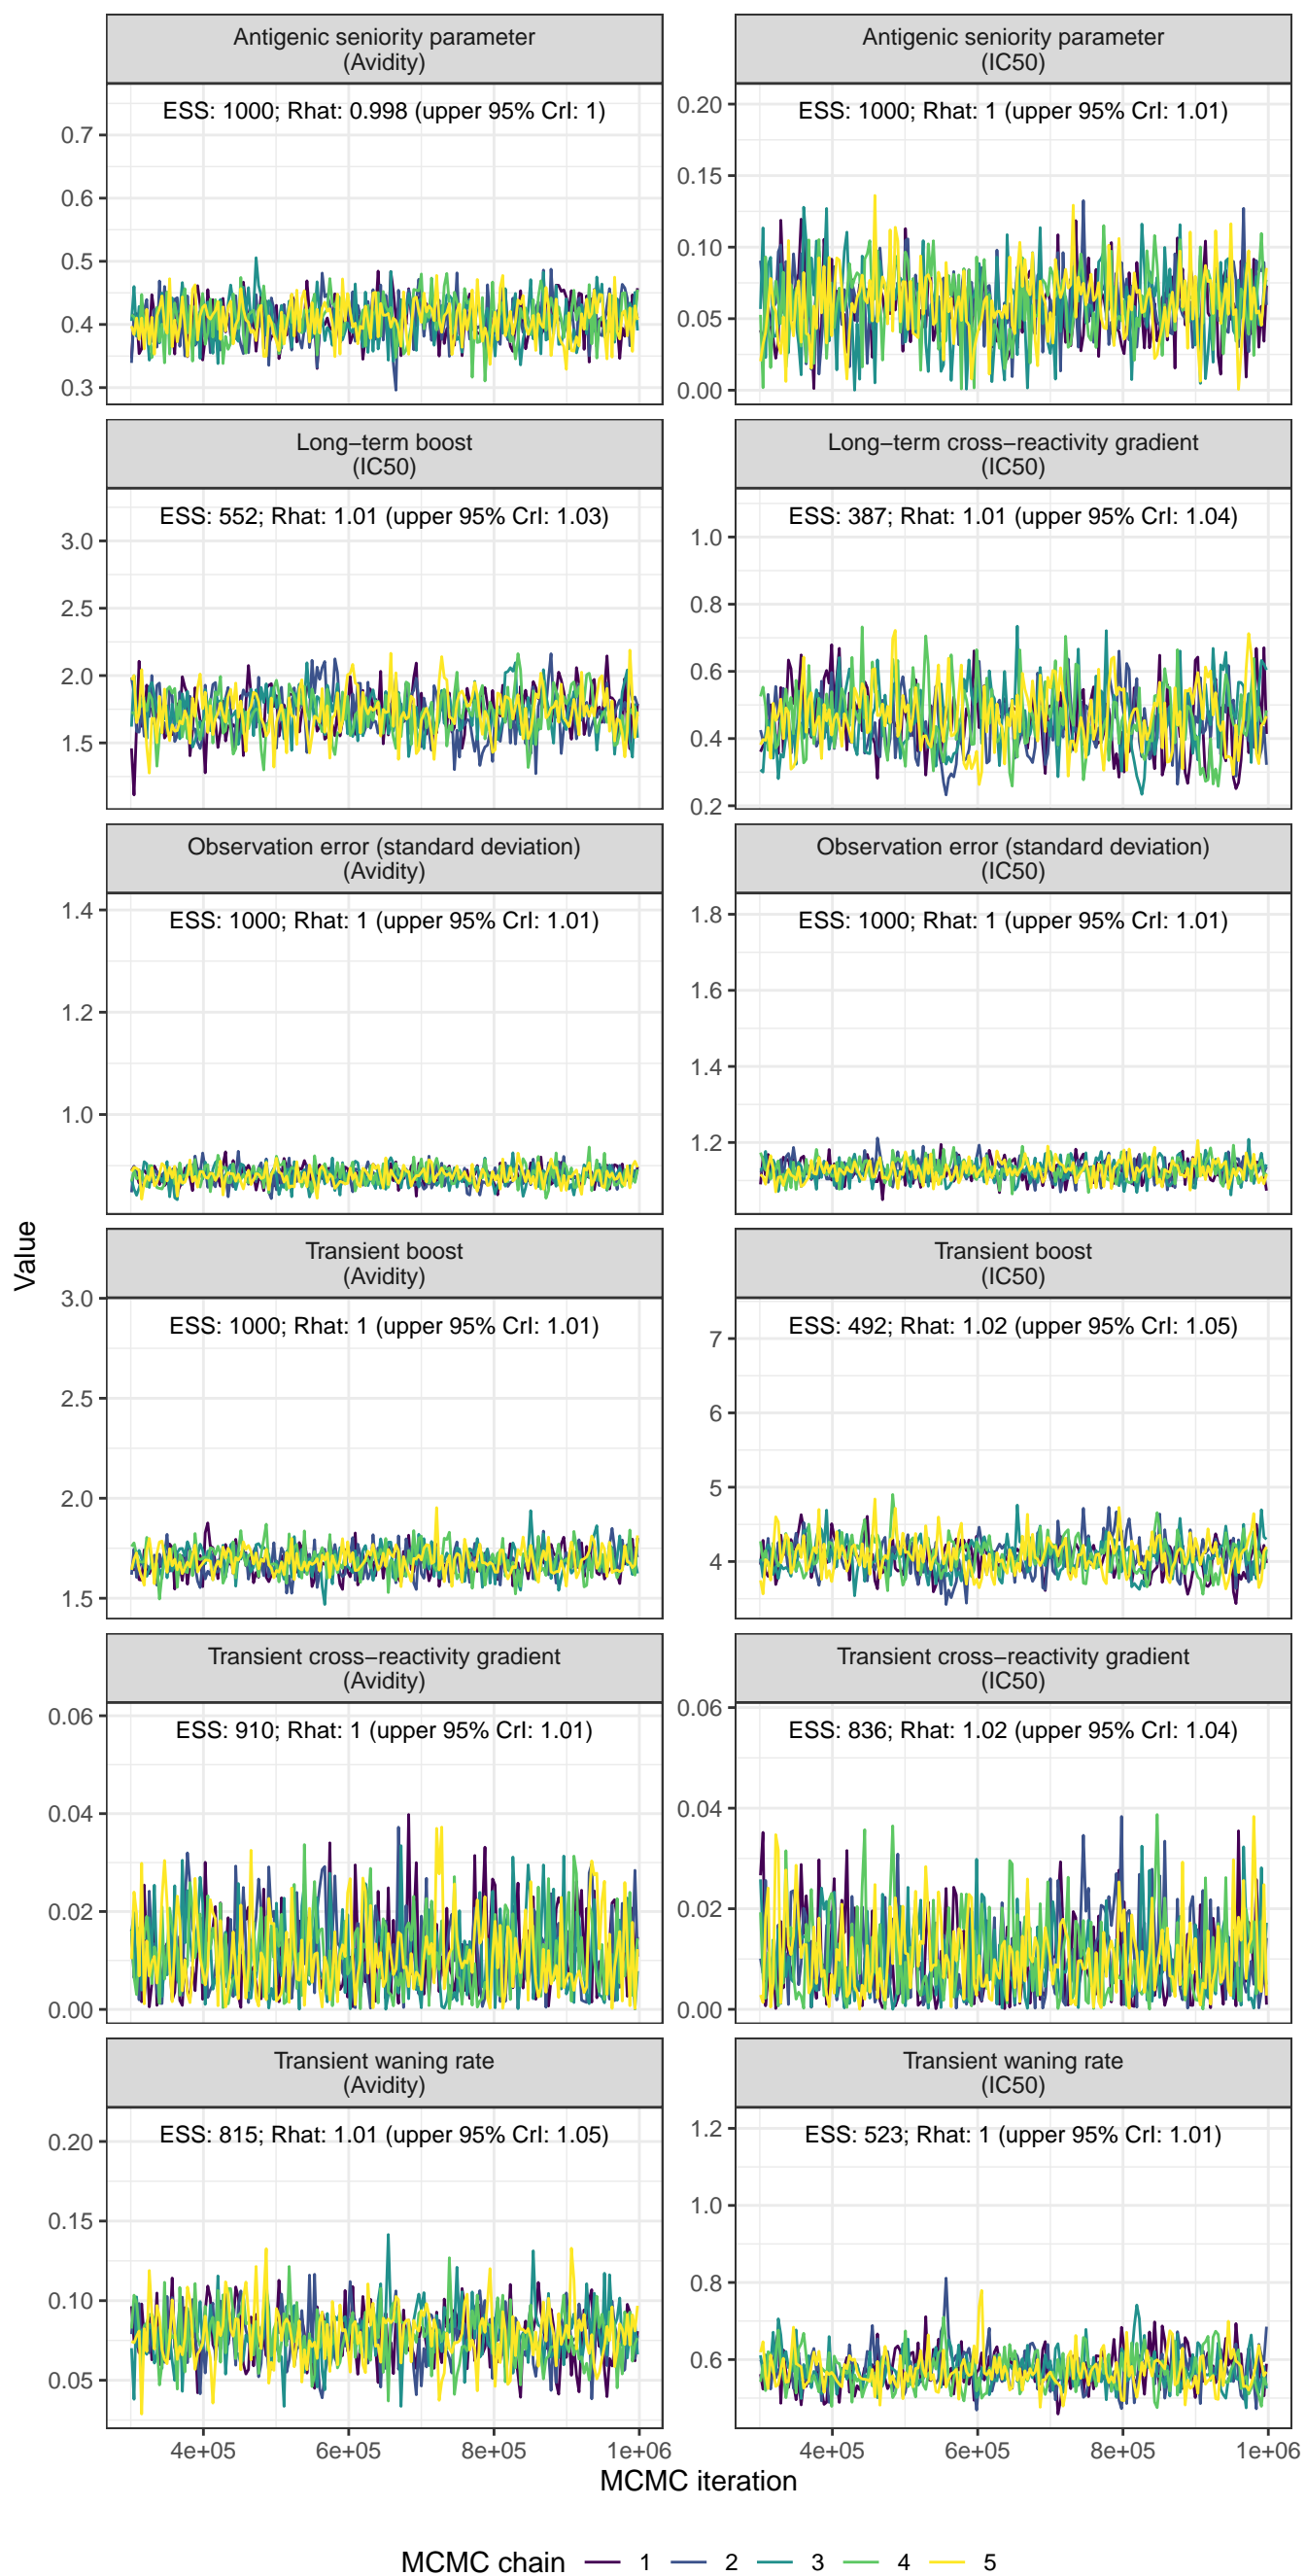 Antigenic seniority parameter
(Avidity)
ESS: 1000; Rhat: 0.998 (upper 95% CrI: 1)
0.7
0.6
0.5
0.4
0.3
Antigenic seniority parameter
(IC50)
ESS: 1000; Rhat: 1 (upper 95% CrI: 1.01)
0.20
0.15
0.10
0.05
0.00
Long−term boost
(IC50)
ESS: 552; Rhat: 1.01 (upper 95% CrI: 1.03)
3.0
2.5
2.0
1.5
Long−term cross−reactivity gradient
(IC50)
ESS: 387; Rhat: 1.01 (upper 95% CrI: 1.04)
1.0
0.8
0.6
0.4
0.2
Observation error (standard deviation)
(Avidity)
ESS: 1000; Rhat: 1 (upper 95% CrI: 1.01)
1.4
1.2
1.0
Observation error (standard deviation)
(IC50)
ESS: 1000; Rhat: 1 (upper 95% CrI: 1.01)
1.8
1.6
1.4
1.2
Value
Transient boost
(Avidity)
ESS: 1000; Rhat: 1 (upper 95% CrI: 1.01)
3.0
2.5
2.0
1.5
Transient boost
(IC50)
ESS: 492; Rhat: 1.02 (upper 95% CrI: 1.05)
7
6
5
4
Transient cross−reactivity gradient
(Avidity)
ESS: 910; Rhat: 1 (upper 95% CrI: 1.01)
0.06
0.04
0.02
0.00
Transient cross−reactivity gradient
(IC50)
ESS: 836; Rhat: 1.02 (upper 95% CrI: 1.04)
0.06
0.04
0.02
0.00
Transient waning rate
(Avidity)
ESS: 815; Rhat: 1.01 (upper 95% CrI: 1.05)
0.20
0.15
0.10
0.05
Transient waning rate
(IC50)
ESS: 523; Rhat: 1 (upper 95% CrI: 1.01)
1.2
1.0
0.8
0.6
4e+05 6e+05 8e+05 1e+06
4e+05 6e+05 8e+05 1e+06
MCMC iteration
MCMC chain 1 2 3 4 5